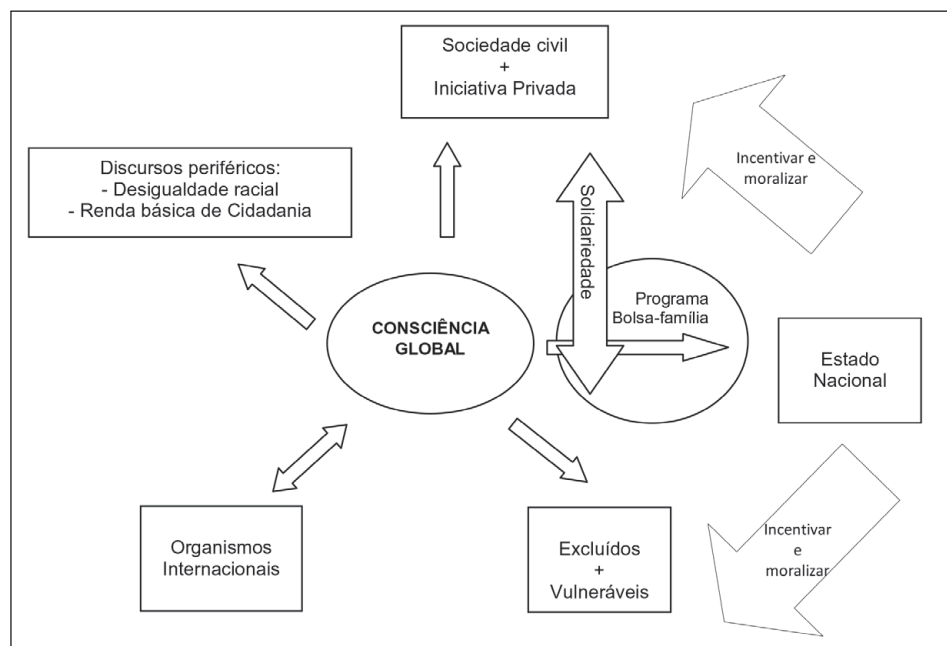 Sociedade civil
+
Iniciativa Privada
Incentivar e
moralizar
Discursos periféricos:
- Desigualdade racial
- Renda básica de Cidadania
Solidariedade
Programa
Bolsa-família
CONSCIÊNCIA
GLOBAL
Estado
Nacional
Organismos
Internacionais
Excluídos
+
Vulneráveis
Incentivar
e
moralizar